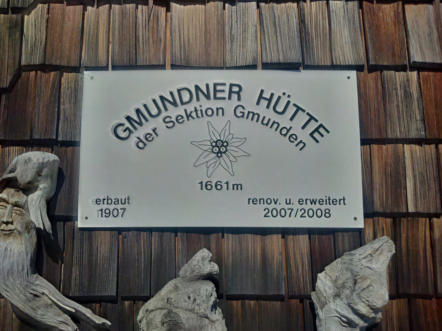 GMUNDNER HÜTTE
der Sektion Gmunden
1661m
erbaut renov. u. erweitert
1907 2007/2008